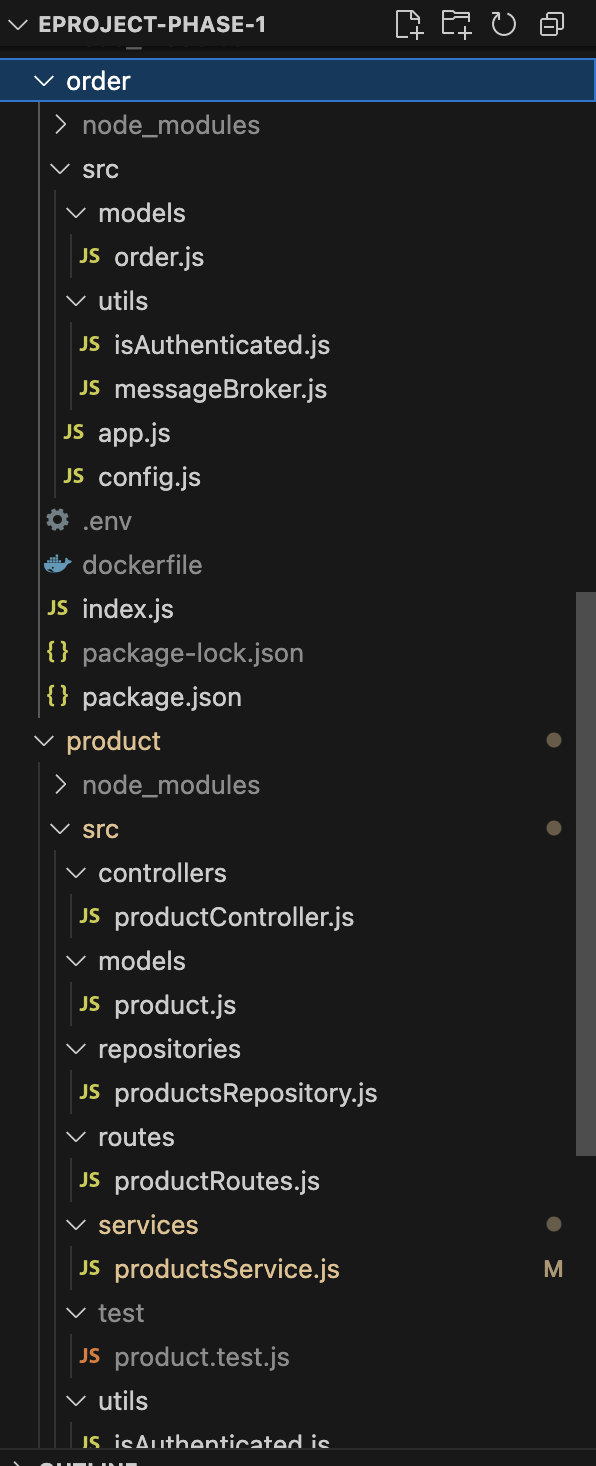 EPROJECT-PHASE-1
order
node_modules
src
models
JS order.js
utils
JS isAuthenticated.js
JS messageBroker.js
JS app.js
JS config.js
.env
dockerfile
JS index.js
{} package-lock.json
{} package.json
product
node_modules
src
controllers
JS productController.js
models
JS product.js
repositories
JS productsRepository.js
routes
JS productRoutes.js
services
JS productsService.js M
test
JS product.test.js
utils
JS isAuthenticated.js
OUTLINE